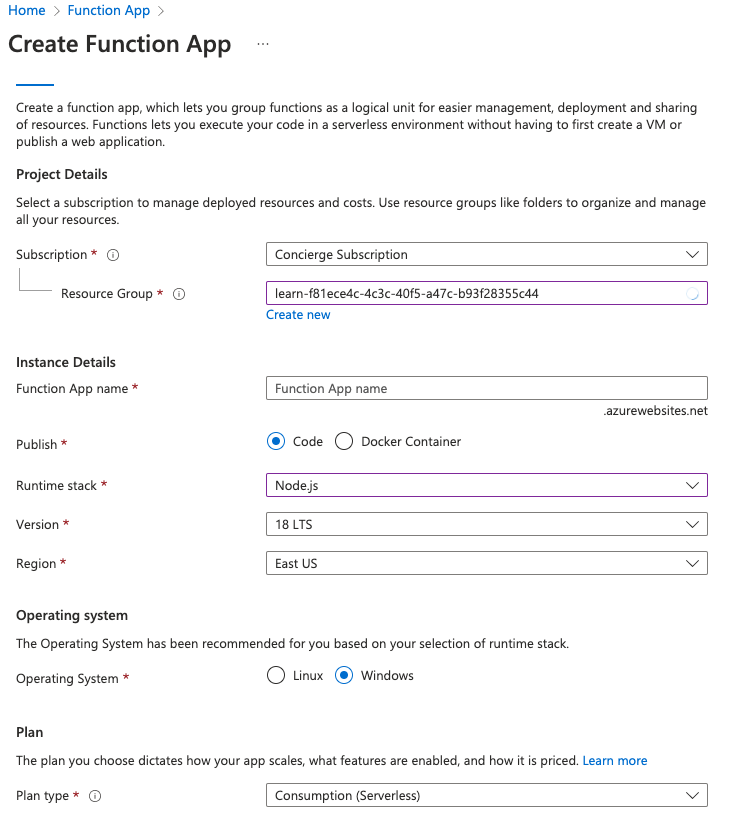 Home > Function App >
Create Function App ...
Create a function app, which lets you group functions as a logical unit for easier management, deployment and sharing
of resources. Functions lets you execute your code in a serverless environment without having to first create a VM or
publish a web application.
Project Details
Select a subscription to manage deployed resources and costs. Use resource groups like folders to organize and manage
all your resources.
Subscription * Concierge Subscription
Resource Group * learn-f81ece4c-4c3c-40f5-a47c-b93f28355c44
Create new
Instance Details
Function App name * Function App name
.azurewebsites.net
Publish * Code Docker Container
Runtime stack * Node.js
Version * 18 LTS
Region * East US
Operating system
The Operating System has been recommended for you based on your selection of runtime stack.
Operating System * Linux Windows
Plan
The plan you choose dictates how your app scales, what features are enabled, and how it is priced. Learn more
Plan type * Consumption (Serverless)